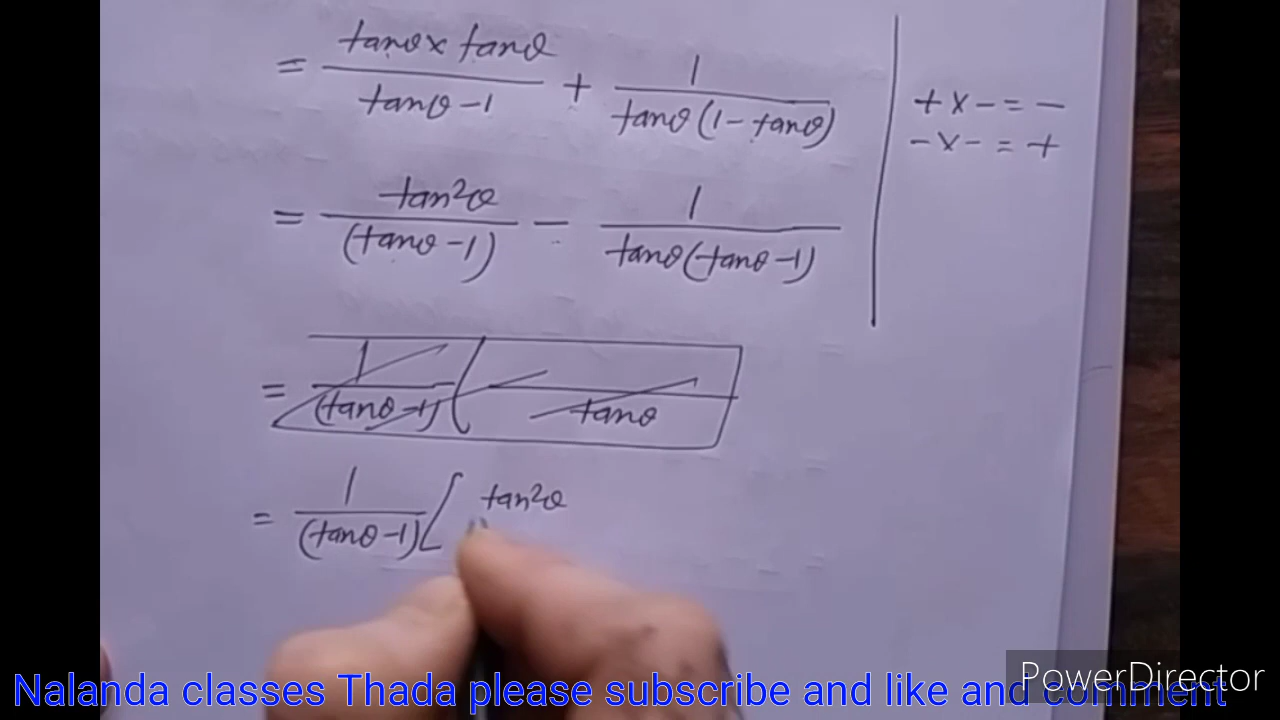 = tanθ × tanθ / tanθ - 1 + 1 / tanθ (1 - tanθ)
+ x - = -
- x - = +
= tan²θ / (tanθ - 1) - 1 / tanθ (tanθ - 1)
= 1 / (tanθ - 1) ( / tanθ
= 1 / (tanθ - 1) [ tan²θ
Nalanda classes Thada please subscribe and like and comment
PowerDirector